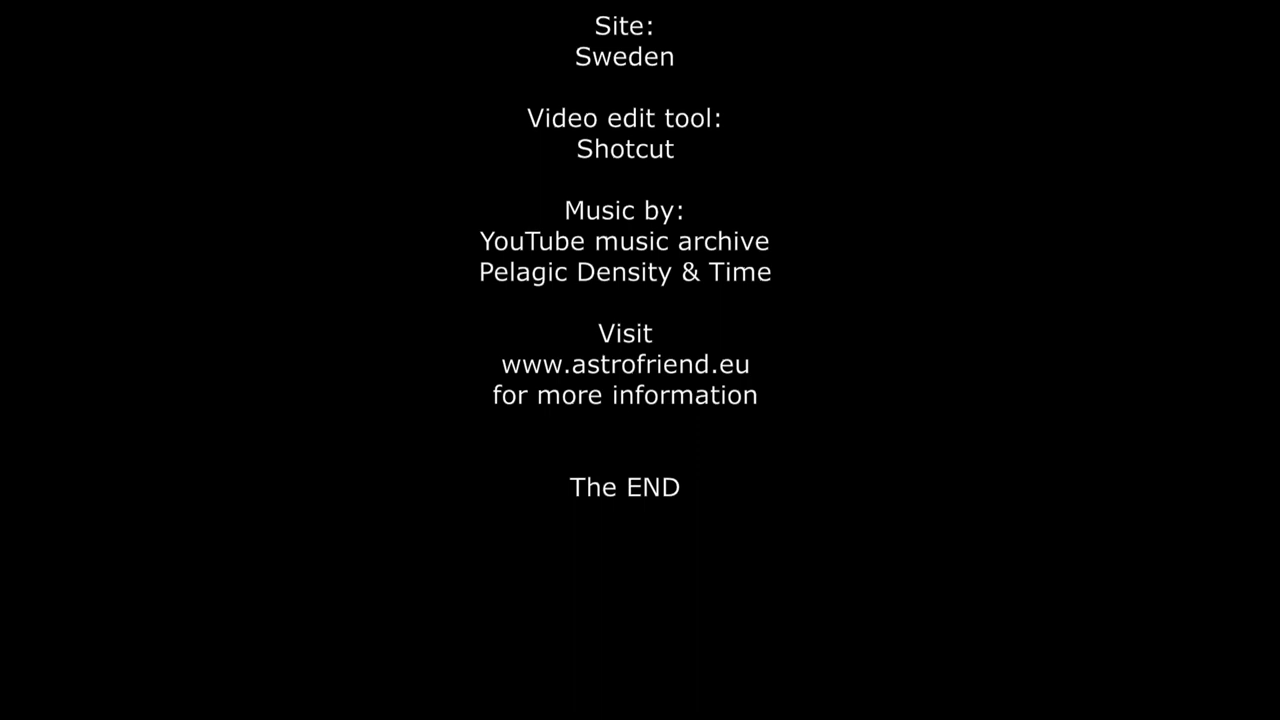 Site:
Sweden
Video edit tool:
Shotcut
Music by:
YouTube music archive
Pelagic Density & Time
Visit
www.astrofriend.eu
for more information
The END